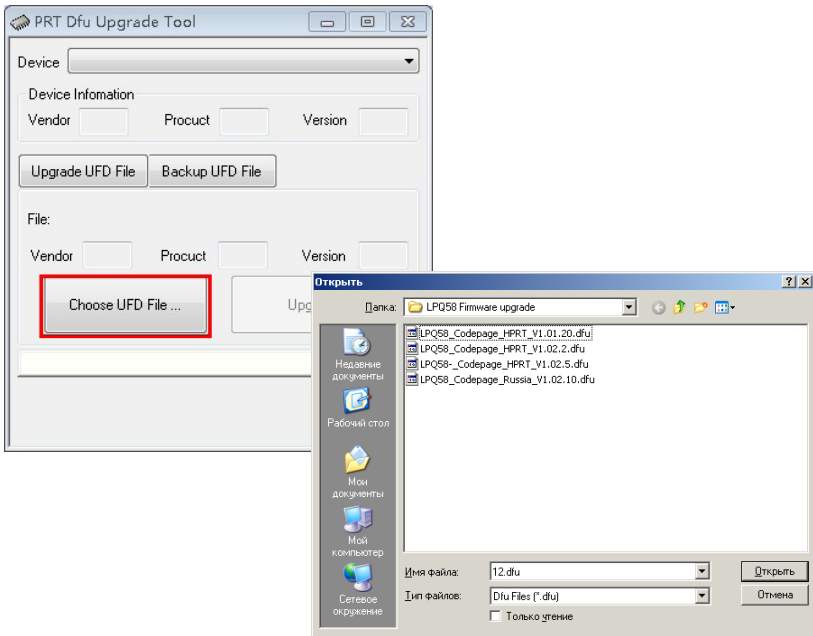 PRT Dfu Upgrade Tool
Device
Device Infomation
Vendor Procuct Version
Upgrade UFD File Backup UFD File
File:
Vendor Procuct Version
Choose UFD File ... Upg
Открыть
Папка: LPQ58 Firmware upgrade
LPQ58_Codepage_HPRT_V1.01.20.dfu
LPQ58_Codepage_HPRT_V1.02.2.dfu
LPQ58-_Codepage_HPRT_V1.02.5.dfu
LPQ58_Codepage_Russia_V1.02.10.dfu
Недавние
документы
Рабочий стол
Мои
документы
Мой
компьютер
Сетевое
окружение
Имя файла: 12.dfu Открыть
Тип файлов: Dfu Files (*.dfu) Отмена
Только чтение